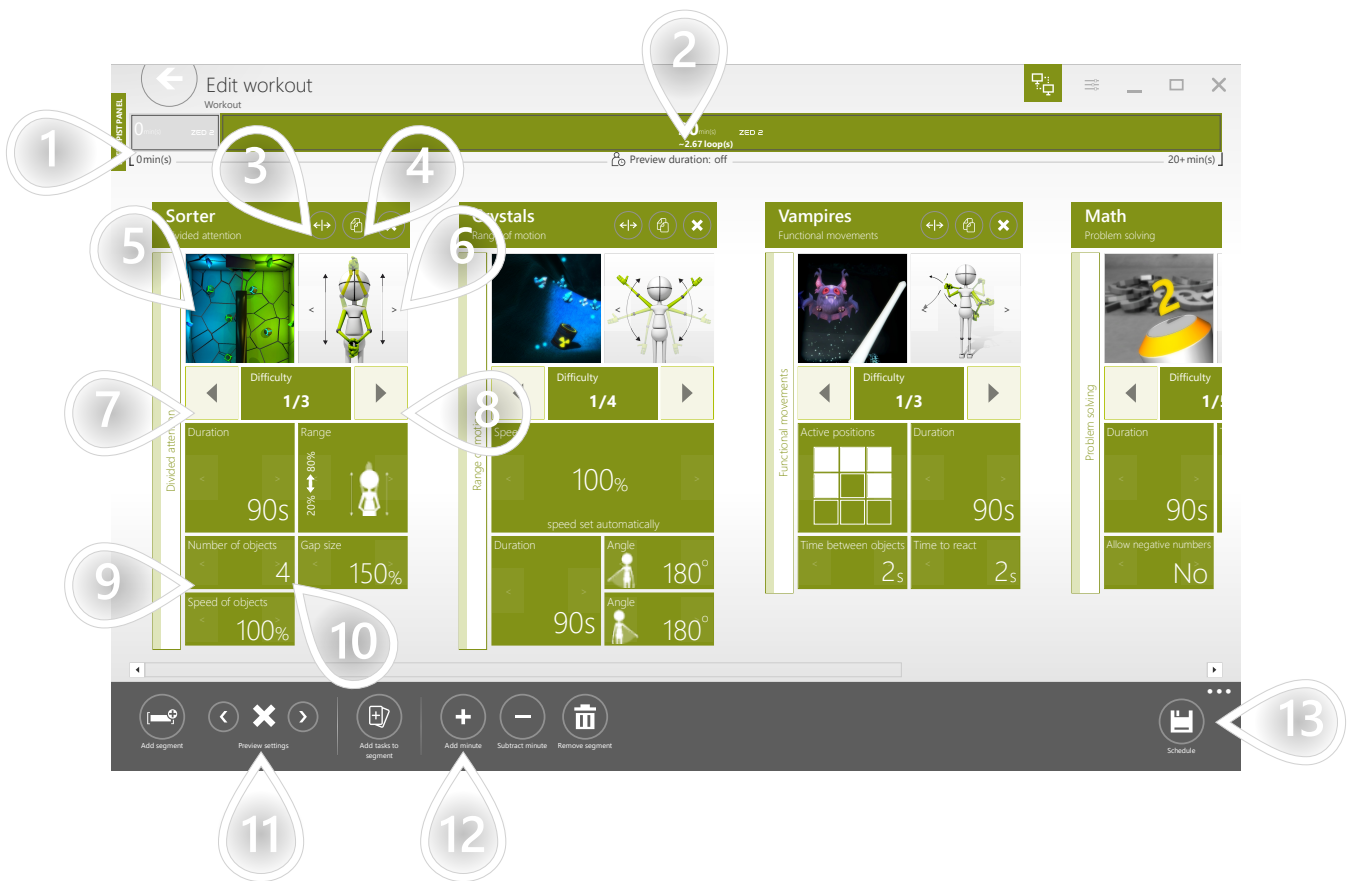 2
Edit workout
Workout
PIST PANEL
0min(s) ZED 2
0min(s) ZED 2
~2.67 loop(s)
1
0min(s)
Preview duration: off
20+min(s)
3
4
Sorter
Divided attention
Crystals
Range of motion
Vampires
Functional movements
Math
Problem solving
5
6
2
Divided attention
Range of motion
Functional movements
Problem solving
Difficulty
1/3
Difficulty
1/4
Difficulty
1/3
Difficulty
1/5
7
8
Duration
90s
Range
20% 80%
Speed
100%
speed set automatically
Active positions
Duration
90s
Duration
90s
Number of objects
4
Gap size
150%
Duration
90s
Angle
180°
Angle
180°
Time between objects
2s
Time to react
2s
Allow negative numbers
No
9
Speed of objects
100%
10
Add segment
Preview settings
Add tasks to
segment
Add minute
Subtract minute
Remove segment
Schedule
13
11
12